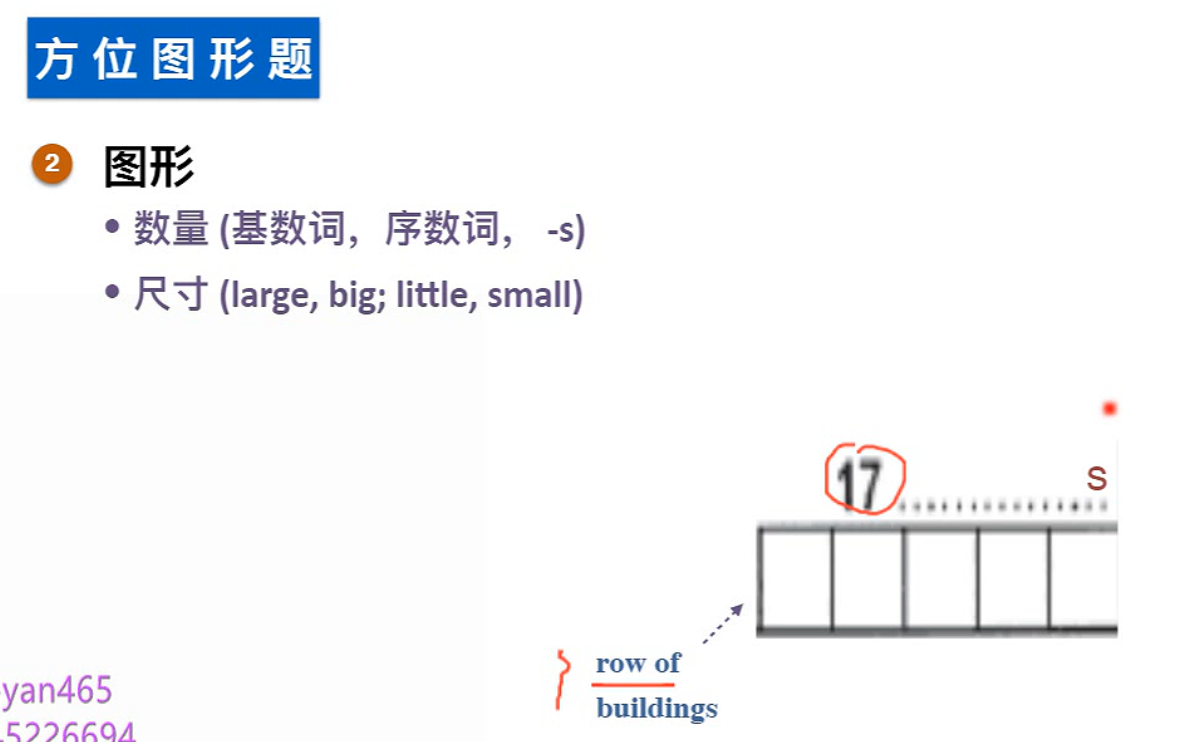 方位图形题
2 图形
• 数量 (基数词，序数词， -s)
• 尺寸 (large, big; little, small)
17 ................ S
row of
buildings
yan465
5226694